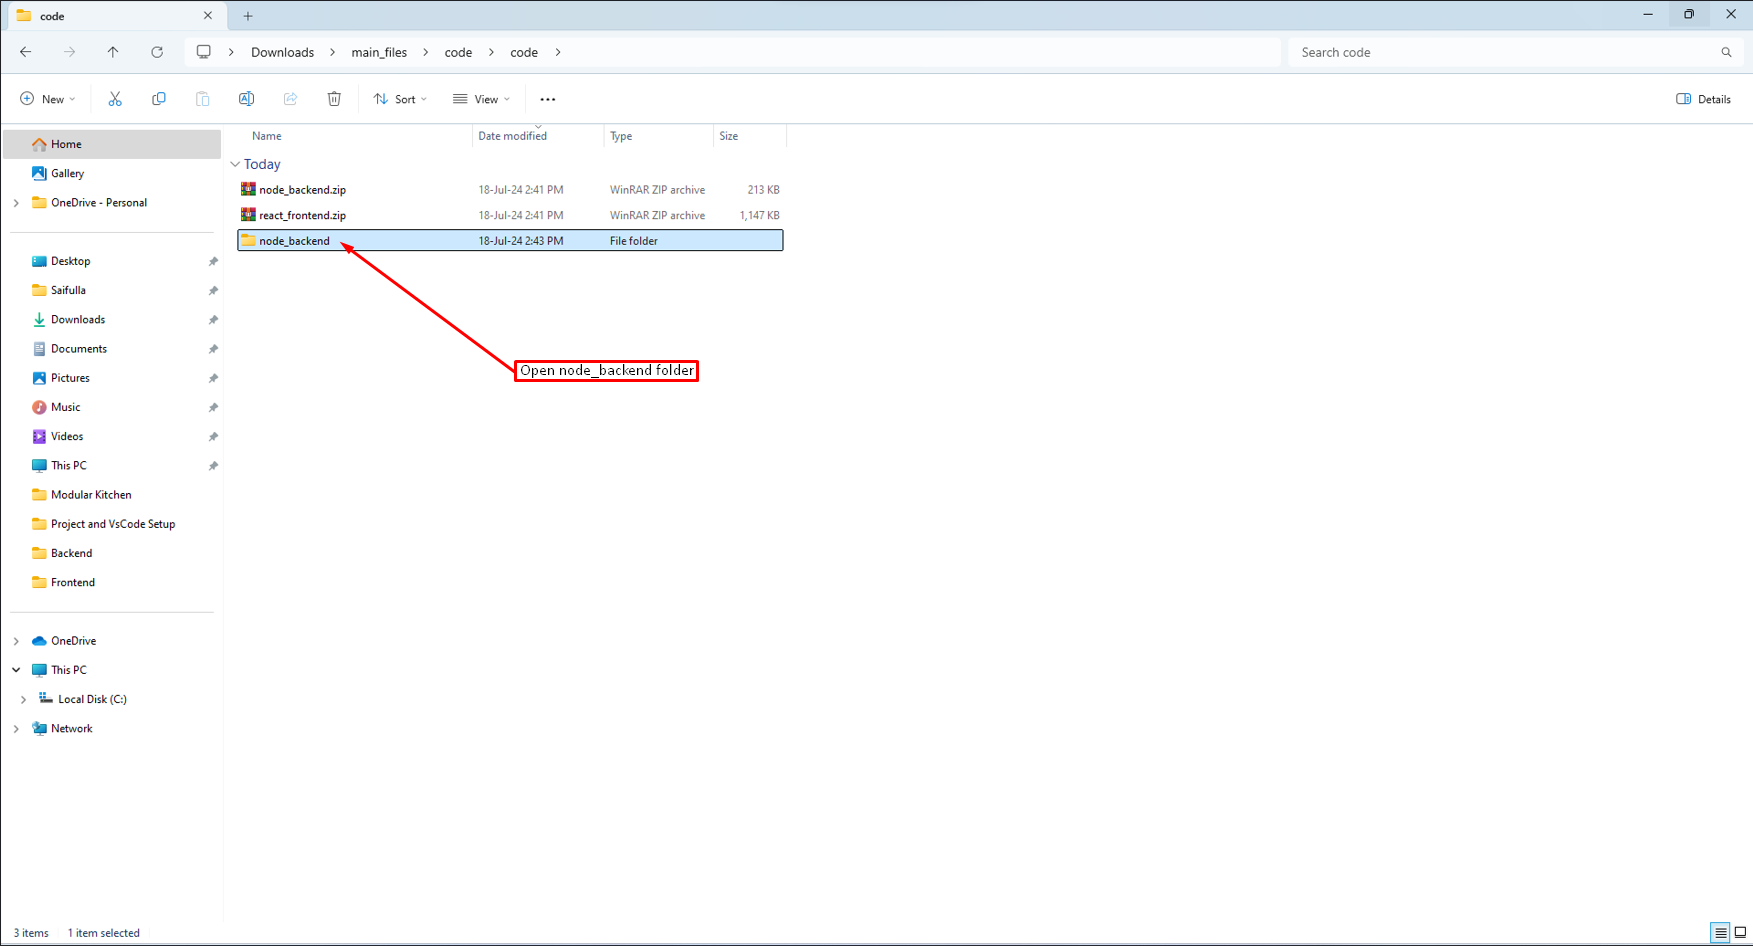 code
Downloads > main_files > code > code >
Search code
New
Sort
View
Details
Home
Gallery
OneDrive - Personal
Desktop
Saifulla
Downloads
Documents
Pictures
Music
Videos
This PC
Modular Kitchen
Project and VsCode Setup
Backend
Frontend
OneDrive
This PC
Local Disk (C:)
Network
Name Date modified Type Size
Today
node_backend.zip 18-Jul-24 2:41 PM WinRAR ZIP archive 213 KB
react_frontend.zip 18-Jul-24 2:41 PM WinRAR ZIP archive 1,147 KB
node_backend 18-Jul-24 2:43 PM File folder
Open node_backend folder
3 items 1 item selected